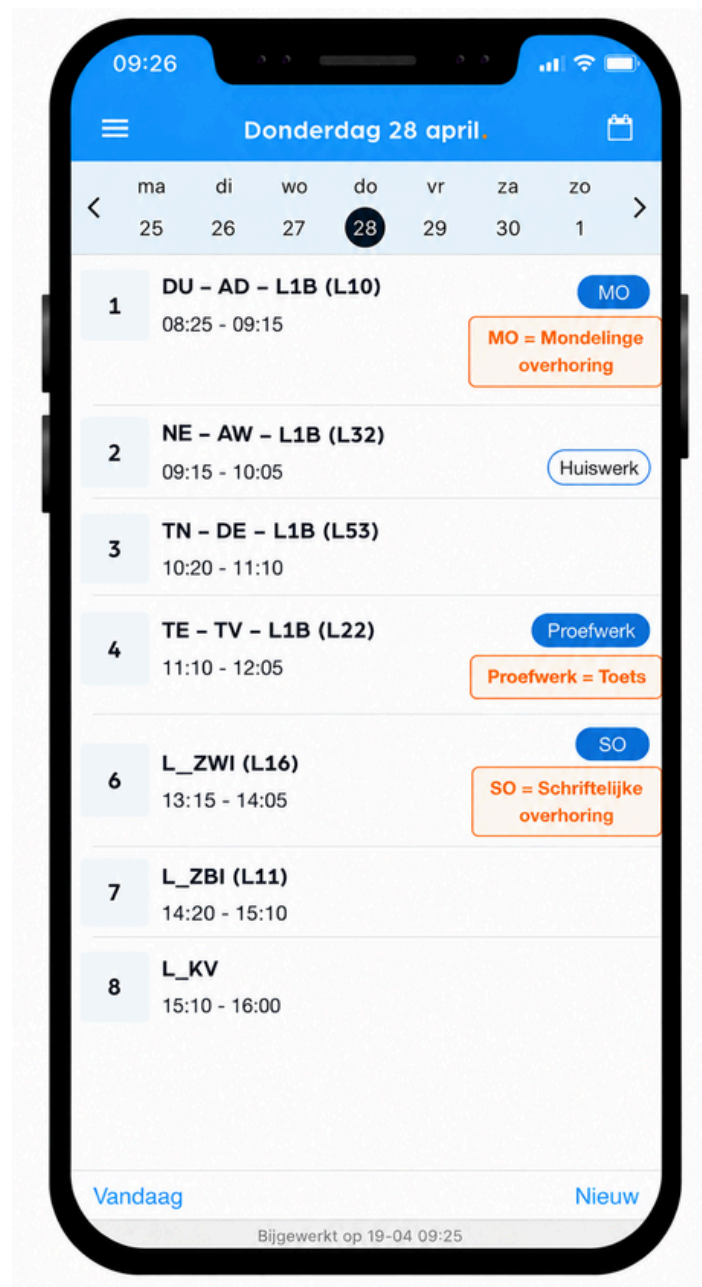 09:26
Donderdag 28 april.
ma di wo do vr za zo
25 26 27 28 29 30 1
1
DU – AD – L1B (L10)
08:25 - 09:15
MO
MO = Mondelinge
overhoring
2
NE – AW – L1B (L32)
09:15 - 10:05
Huiswerk
3
TN – DE – L1B (L53)
10:20 - 11:10
4
TE – TV – L1B (L22)
11:10 - 12:05
Proefwerk
Proefwerk = Toets
6
L_ZWI (L16)
13:15 - 14:05
SO
SO = Schriftelijke
overhoring
7
L_ZBI (L11)
14:20 - 15:10
8
L_KV
15:10 - 16:00
Vandaag
Nieuw
Bijgewerkt op 19-04 09:25